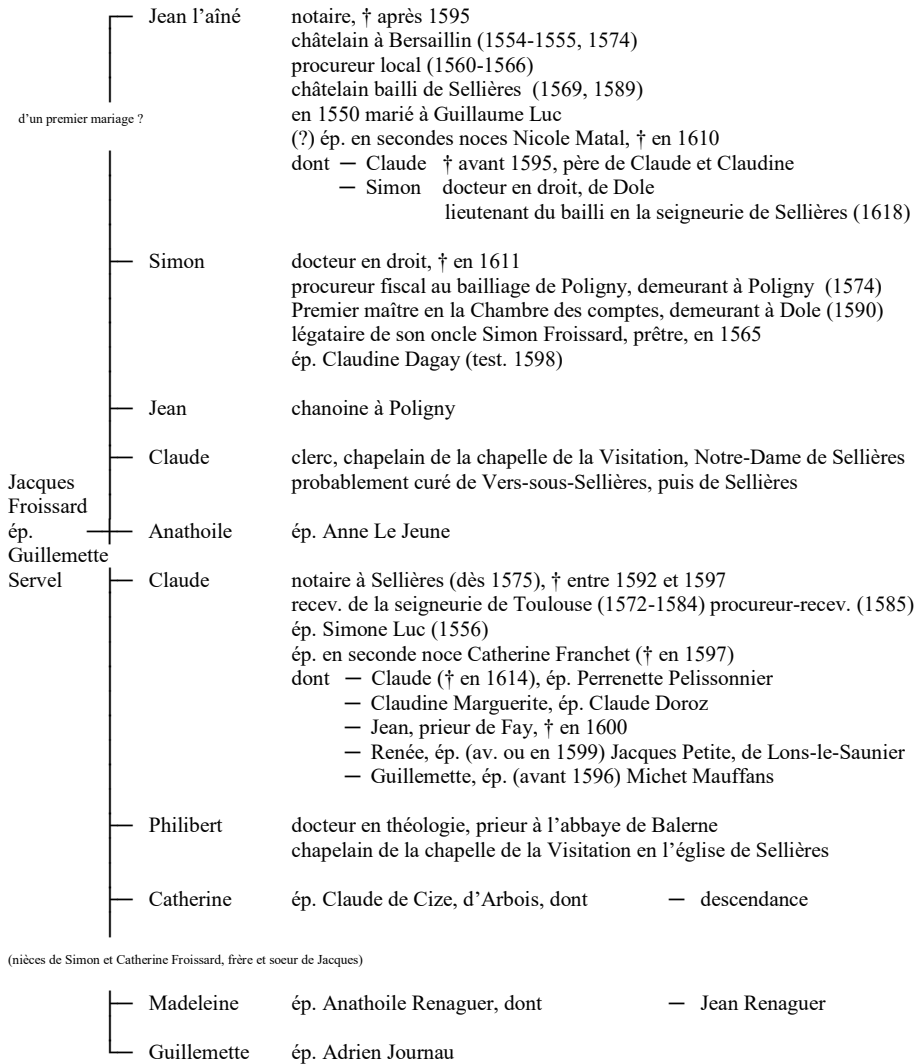 Jean l'aîné notaire, † après 1595
châtelain à Bersaillin (1554-1555, 1574)
procureur local (1560-1566)
châtelain bailli de Sellières (1569, 1589)
d'un premier mariage ?
en 1550 marié à Guillaume Luc
(?) ép. en secondes noces Nicole Matal, † en 1610
dont — Claude † avant 1595, père de Claude et Claudine
— Simon docteur en droit, de Dole
lieutenant du bailli en la seigneurie de Sellières (1618)
Simon docteur en droit, † en 1611
procureur fiscal au bailliage de Poligny, demeurant à Poligny (1574)
Premier maître en la Chambre des comptes, demeurant à Dole (1590)
légataire de son oncle Simon Froissard, prêtre, en 1565
ép. Claudine Dagay (test. 1598)
Jean chanoine à Poligny
Claude clerc, chapelain de la chapelle de la Visitation, Notre-Dame de Sellières
probablement curé de Vers-sous-Sellières, puis de Sellières
Jacques
Froissard
ép.
Guillemette
Servel
Anathoile ép. Anne Le Jeune
Claude notaire à Sellières (dès 1575), † entre 1592 et 1597
recev. de la seigneurie de Toulouse (1572-1584) procureur-recev. (1585)
ép. Simone Luc (1556)
ép. en seconde noce Catherine Franchet († en 1597)
dont — Claude († en 1614), ép. Perrenette Pelissonnier
— Claudine Marguerite, ép. Claude Doroz
— Jean, prieur de Fay, † en 1600
— Renée, ép. (av. ou en 1599) Jacques Petite, de Lons-le-Saunier
— Guillemette, ép. (avant 1596) Michet Mauffans
Philibert docteur en théologie, prieur à l'abbaye de Balerne
chapelain de la chapelle de la Visitation en l'église de Sellières
Catherine ép. Claude de Cize, d'Arbois, dont — descendance
(nièces de Simon et Catherine Froissard, frère et soeur de Jacques)
Madeleine ép. Anathoile Renaguer, dont — Jean Renaguer
Guillemette ép. Adrien Journau